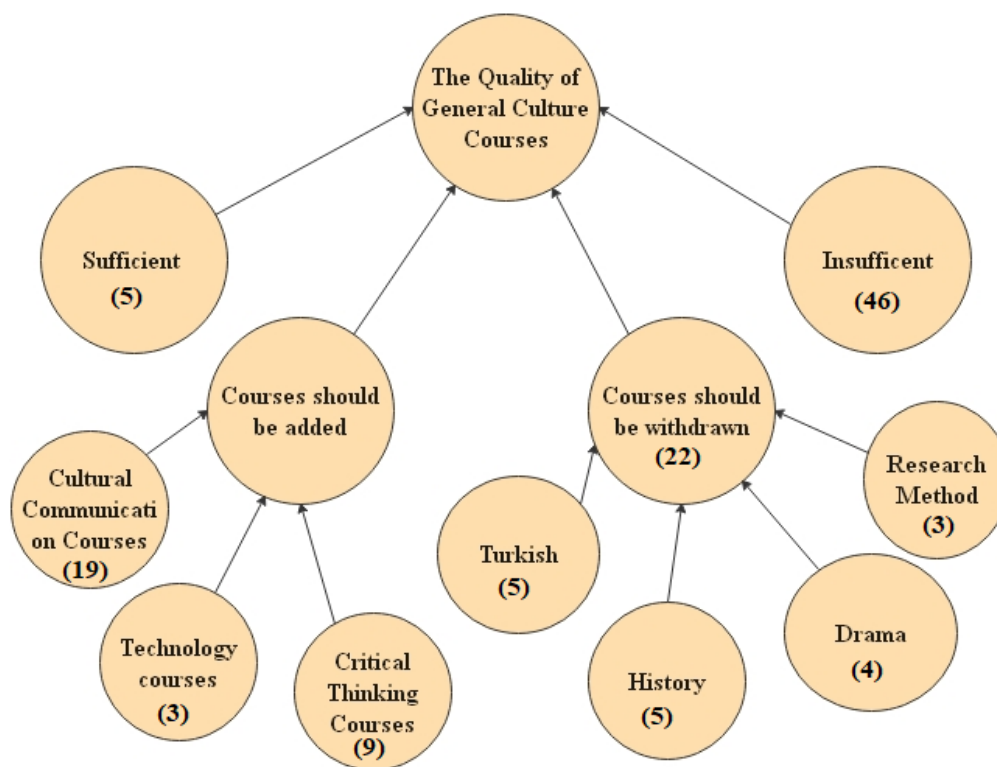 The Quality of
General Culture
Courses
Sufficient
(5)
Insufficent
(46)
Courses should
be added
Courses should
be withdrawn
(22)
Cultural
Communicati
on Courses
(19)
Technology
courses
(3)
Critical
Thinking
Courses
(9)
Turkish
(5)
History
(5)
Drama
(4)
Research
Method
(3)